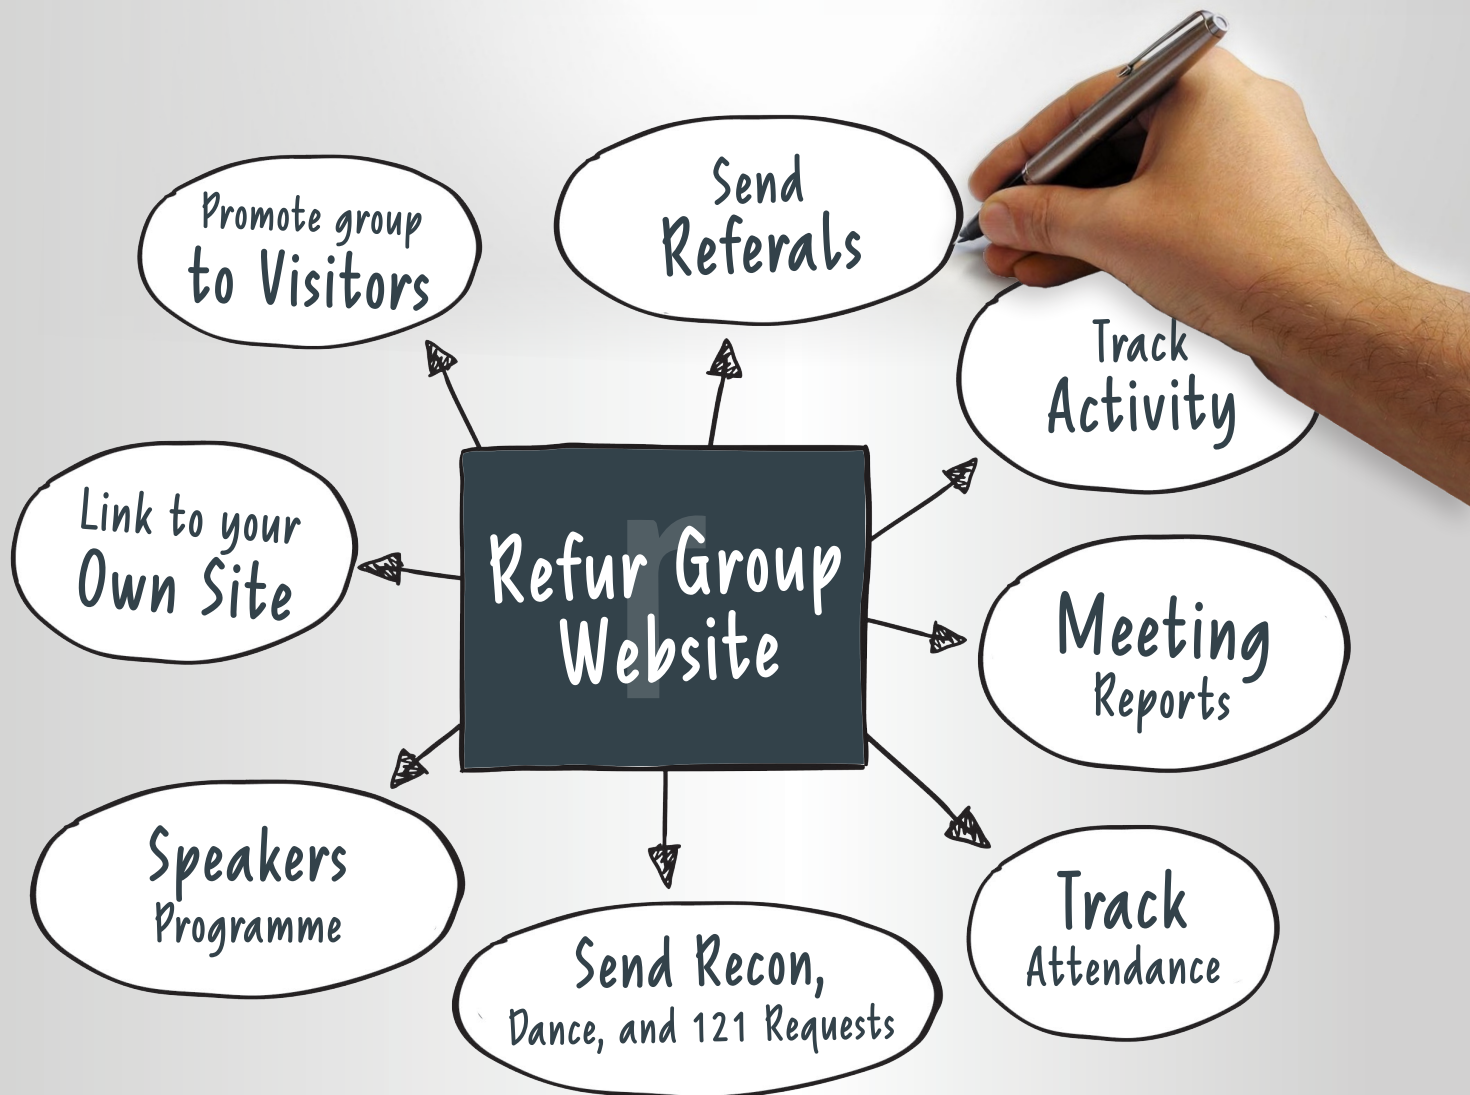 Promote group
to Visitors
Send
Referals
Track
Activity
Link to your
Own Site
r
Refur Group
Website
Meeting
Reports
Speakers
Programme
Send Recon,
Dance, and 121 Requests
Track
Attendance